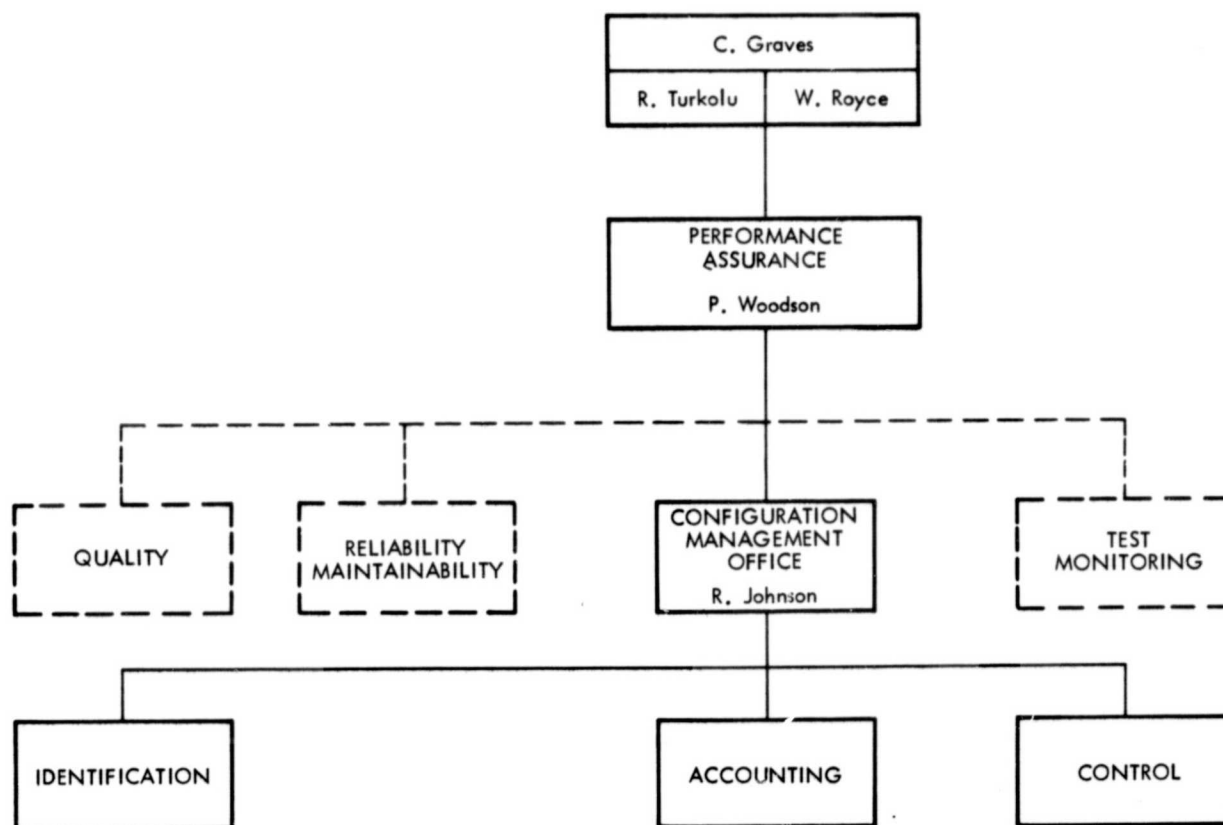 C. Graves
R. Turkolu
W. Royce
PERFORMANCE
ASSURANCE
P. Woodson
QUALITY
RELIABILITY
MAINTAINABILITY
CONFIGURATION
MANAGEMENT
OFFICE
R. Johnson
TEST
MONITORING
IDENTIFICATION
ACCOUNTING
CONTROL